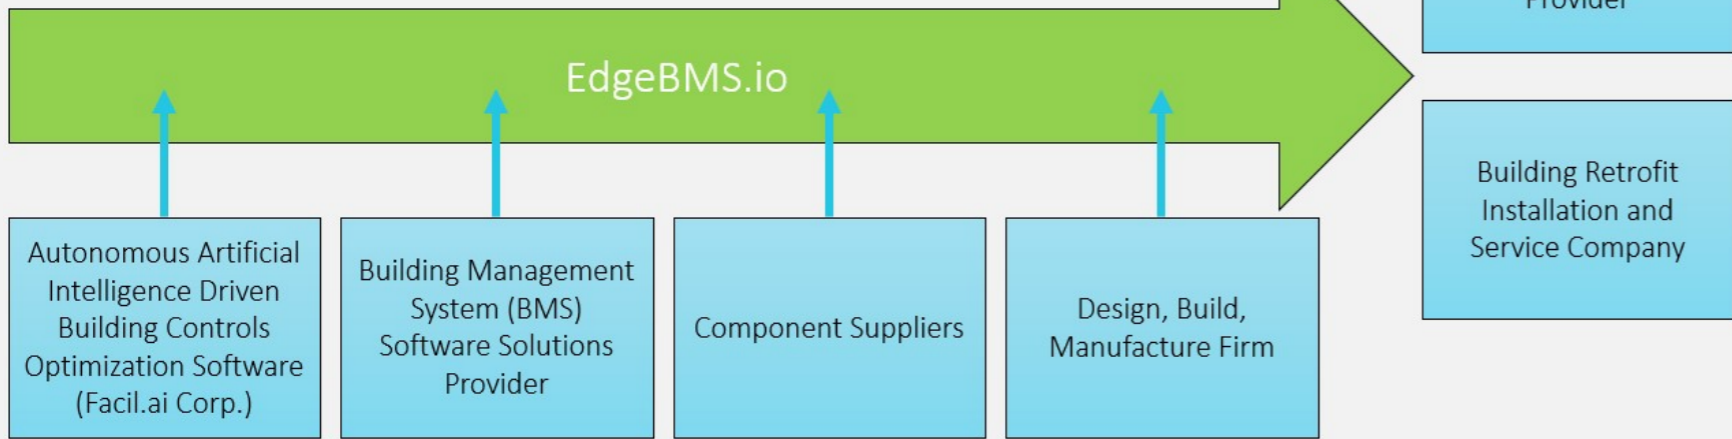 Provider
EdgeBMS.io
Building Retrofit
Installation and
Service Company
Autonomous Artificial
Intelligence Driven
Building Controls
Optimization Software
(Facil.ai Corp.)
Building Management
System (BMS)
Software Solutions
Provider
Component Suppliers
Design, Build,
Manufacture Firm